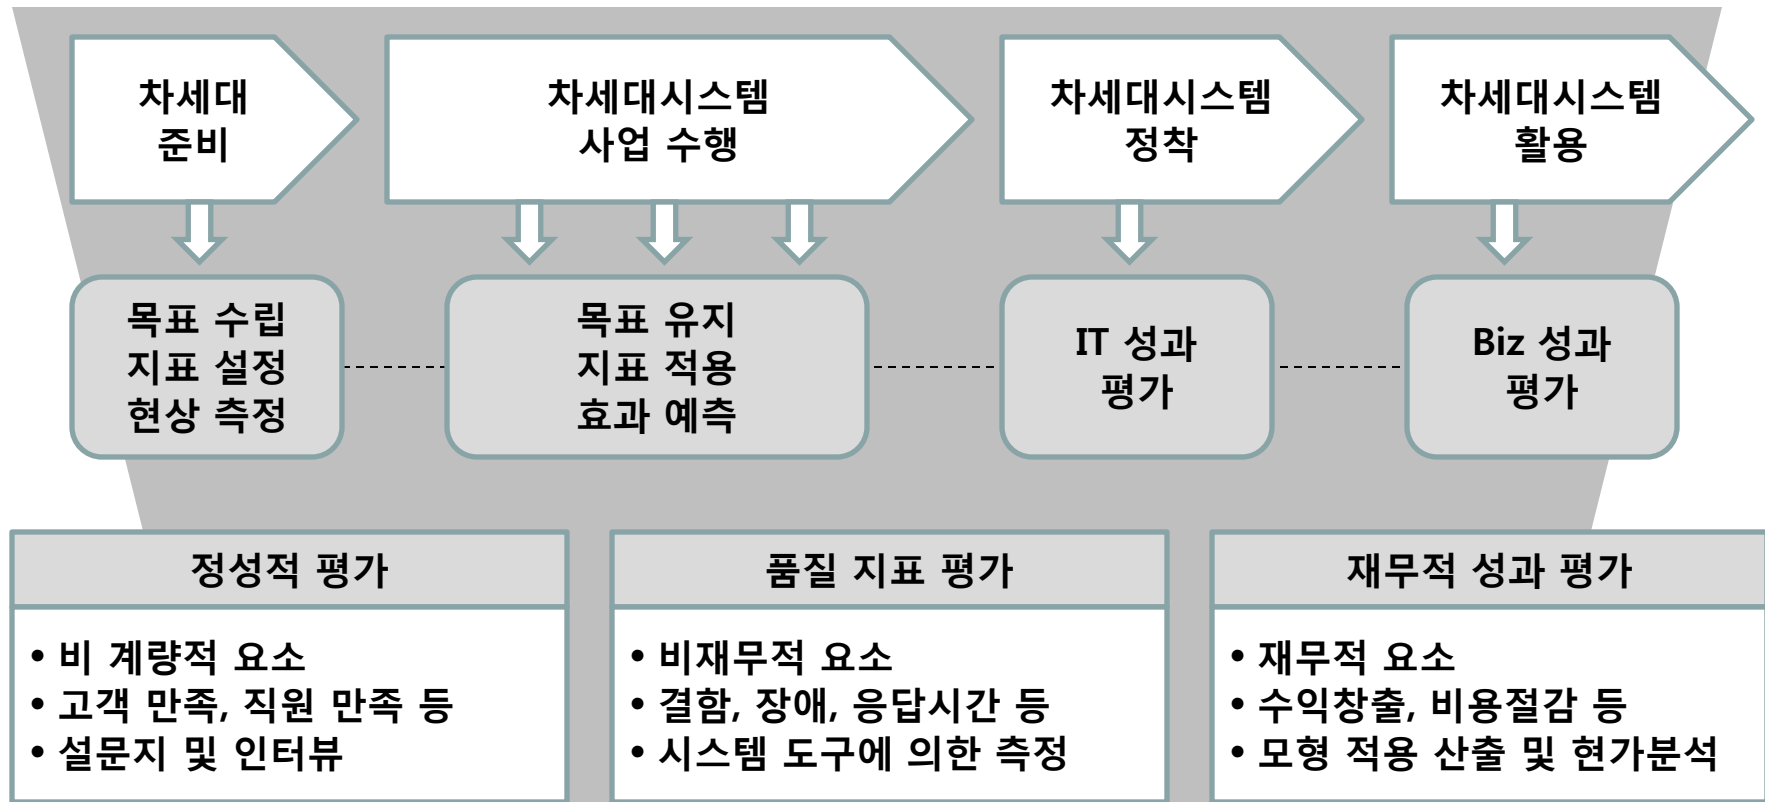 차세대
준비
차세대시스템
사업 수행
차세대시스템
정착
차세대시스템
활용
목표 수립
지표 설정
현상 측정
목표 유지
지표 적용
효과 예측
IT 성과
평가
Biz 성과
평가
정성적 평가
• 비 계량적 요소
• 고객 만족, 직원 만족 등
• 설문지 및 인터뷰
품질 지표 평가
• 비재무적 요소
• 결함, 장애, 응답시간 등
• 시스템 도구에 의한 측정
재무적 성과 평가
• 재무적 요소
• 수익창출, 비용절감 등
• 모형 적용 산출 및 현가분석